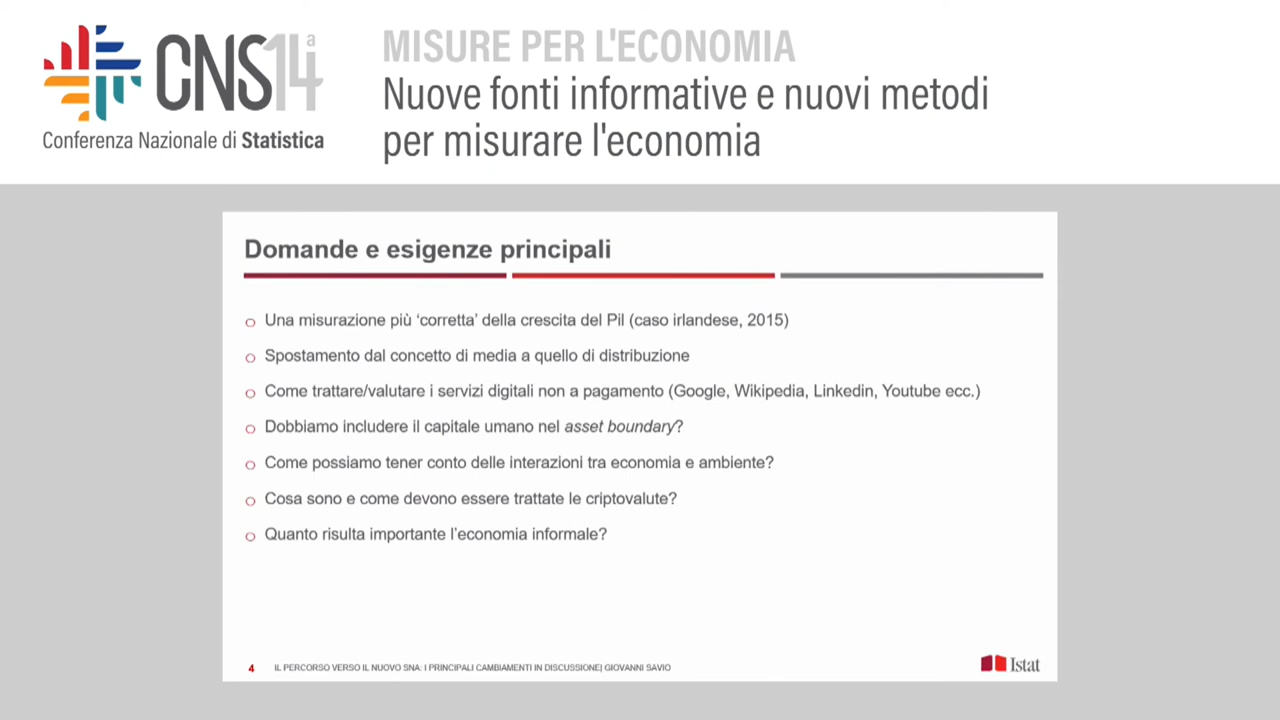 CNS14a
Conferenza Nazionale di Statistica
MISURE PER L'ECONOMIA
Nuove fonti informative e nuovi metodi
per misurare l'economia
Domande e esigenze principali
Una misurazione più ‘corretta’ della crescita del Pil (caso irlandese, 2015)
Spostamento dal concetto di media a quello di distribuzione
Come trattare/valutare i servizi digitali non a pagamento (Google, Wikipedia, Linkedin, Youtube ecc.)
Dobbiamo includere il capitale umano nel asset boundary?
Come possiamo tener conto delle interazioni tra economia e ambiente?
Cosa sono e come devono essere trattate le criptovalute?
Quanto risulta importante l’economia informale?
4 IL PERCORSO VERSO IL NUOVO SNA: I PRINCIPALI CAMBIAMENTI IN DISCUSSIONE| GIOVANNI SAVIO
Istat